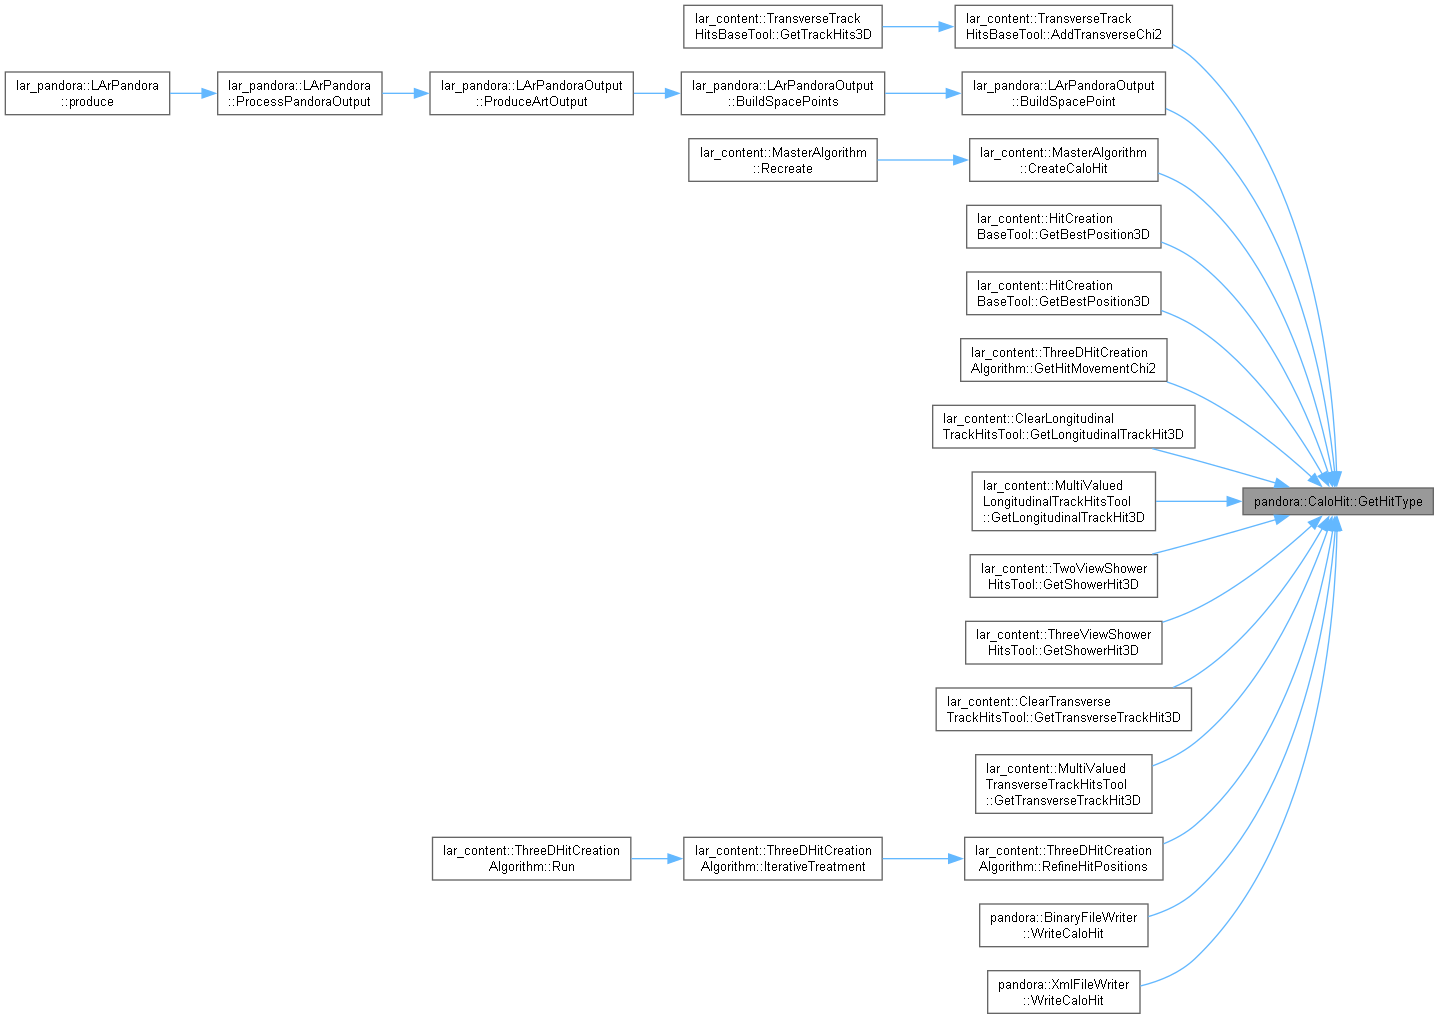 lar_content::TransverseTrack
HitsBaseTool::GetTrackHits3D
lar_content::TransverseTrack
HitsBaseTool::AddTransverseChi2
lar_pandora::LArPandora
::produce
lar_pandora::LArPandora
::ProcessPandoraOutput
lar_pandora::LArPandoraOutput
::ProduceArtOutput
lar_pandora::LArPandoraOutput
::BuildSpacePoints
lar_pandora::LArPandoraOutput
::BuildSpacePoint
lar_content::MasterAlgorithm
::Recreate
lar_content::MasterAlgorithm
::CreateCaloHit
lar_content::HitCreation
BaseTool::GetBestPosition3D
lar_content::HitCreation
BaseTool::GetBestPosition3D
lar_content::ThreeDHitCreation
Algorithm::GetHitMovementChi2
lar_content::ClearLongitudinal
TrackHitsTool::GetLongitudinalTrackHit3D
lar_content::MultiValued
LongitudinalTrackHitsTool
::GetLongitudinalTrackHit3D
pandora::CaloHit::GetHitType
lar_content::TwoViewShower
HitsTool::GetShowerHit3D
lar_content::ThreeViewShower
HitsTool::GetShowerHit3D
lar_content::ClearTransverse
TrackHitsTool::GetTransverseTrackHit3D
lar_content::MultiValued
TransverseTrackHitsTool
::GetTransverseTrackHit3D
lar_content::ThreeDHitCreation
Algorithm::Run
lar_content::ThreeDHitCreation
Algorithm::IterativeTreatment
lar_content::ThreeDHitCreation
Algorithm::RefineHitPositions
pandora::BinaryFileWriter
::WriteCaloHit
pandora::XmlFileWriter
::WriteCaloHit